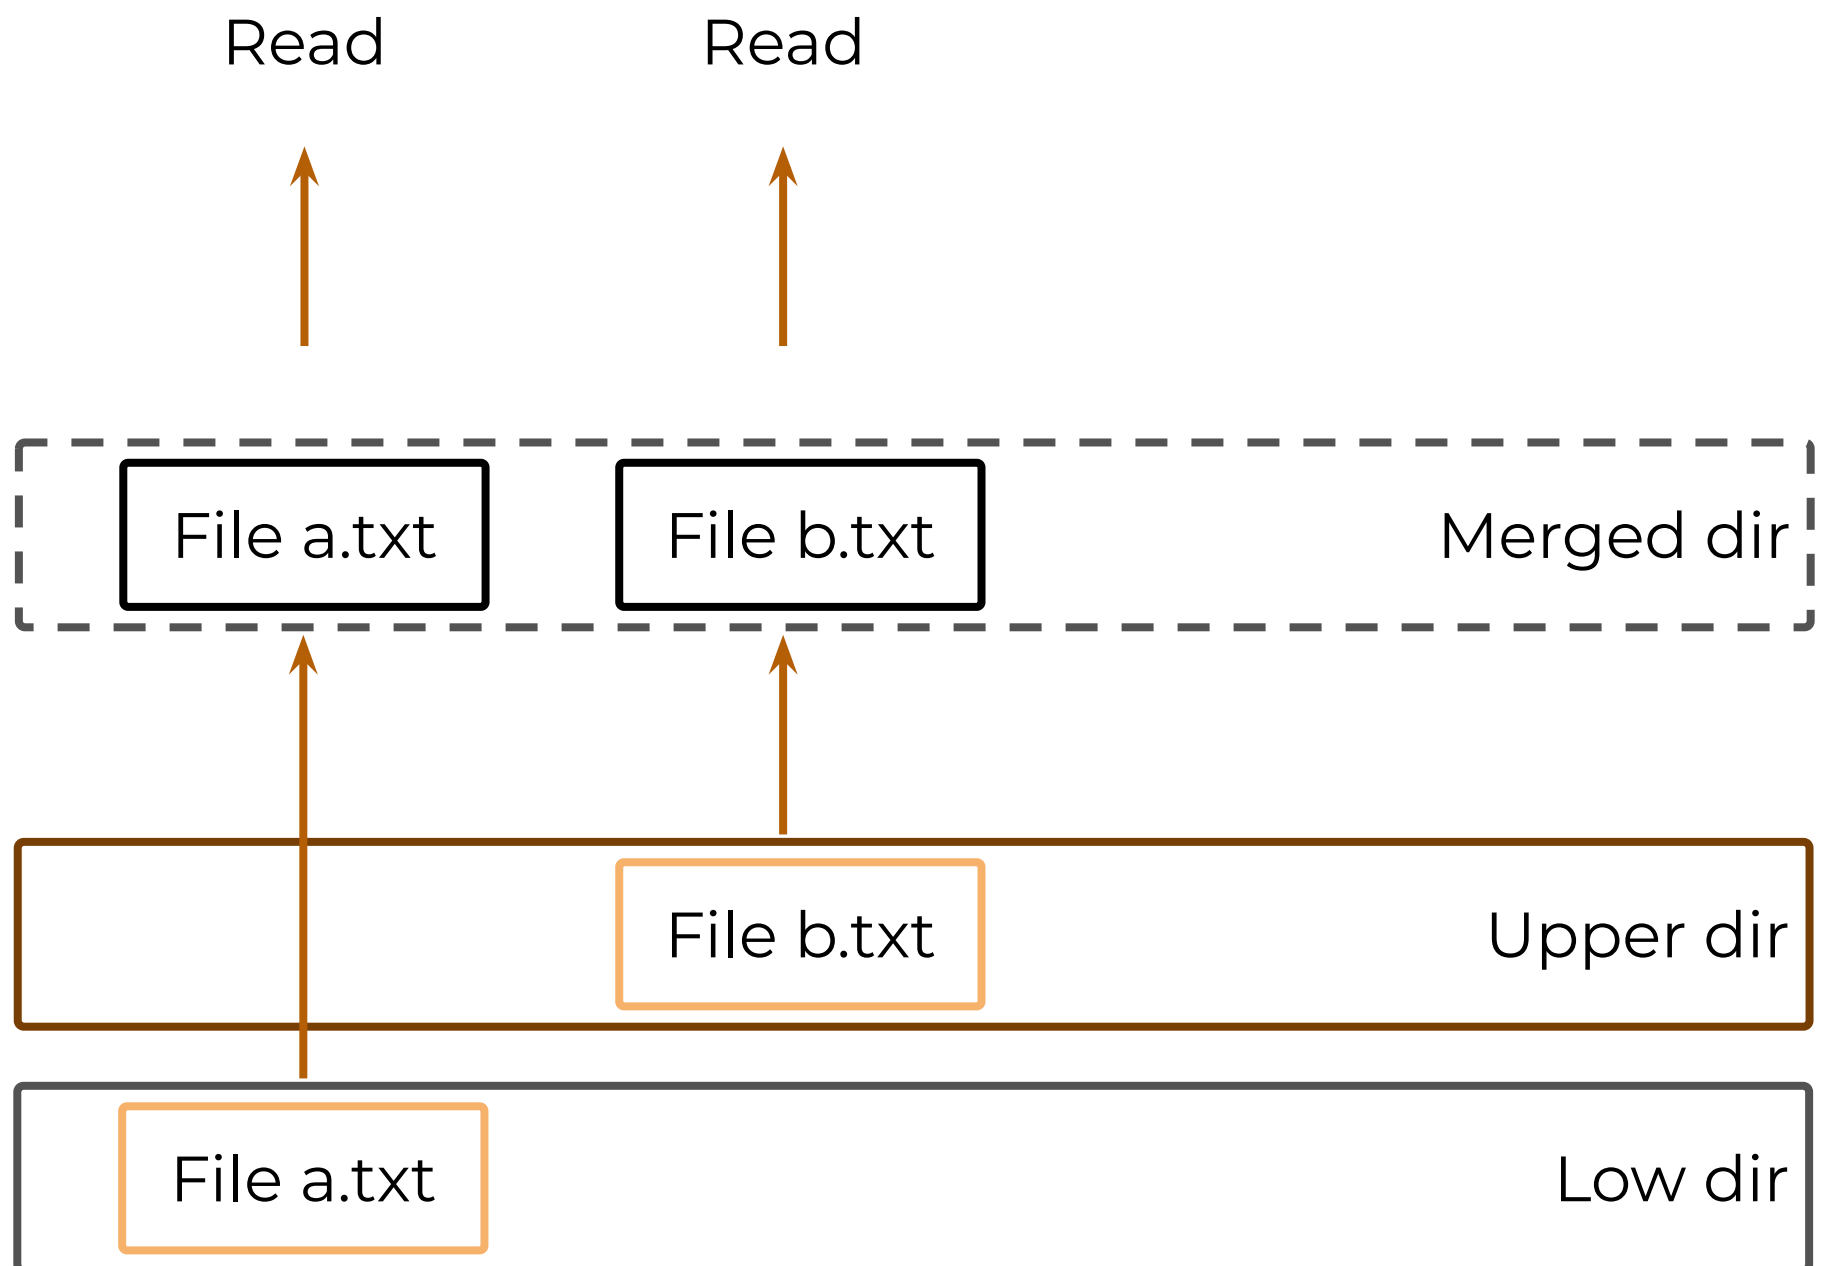 Read
Read
File a.txt
File b.txt
Merged dir
File b.txt
Upper dir
File a.txt
Low dir